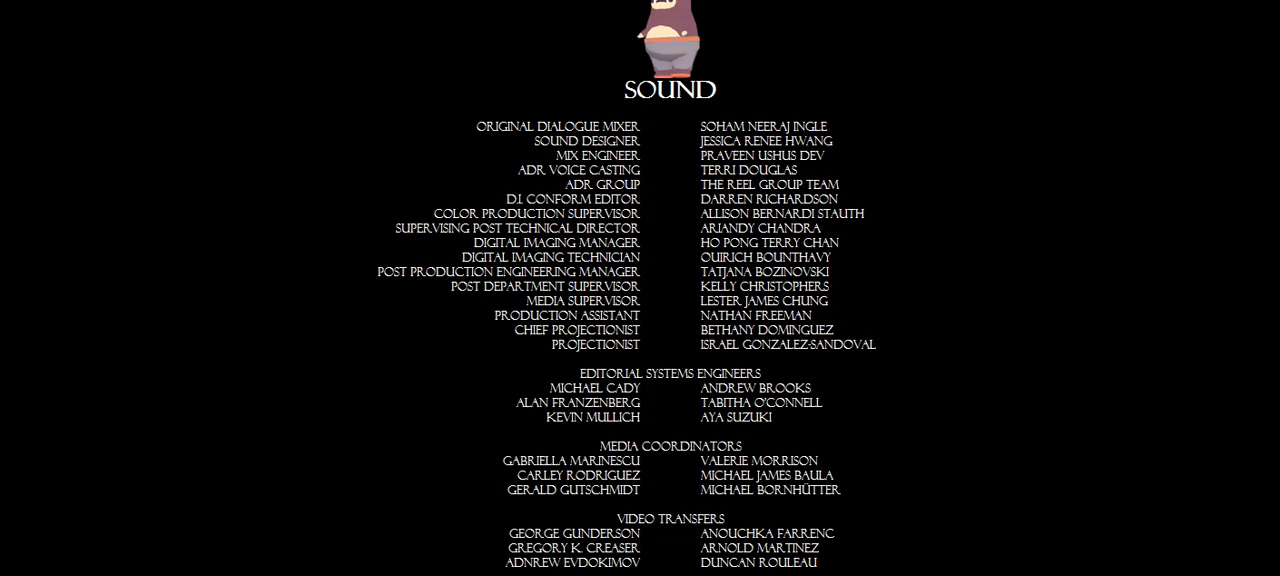 SOUND
ORIGINAL DIALOGUE MIXER SOHAM NEERAJ INGLE
SOUND DESIGNER JESSICA RENEE HWANG
MIX ENGINEER PRAVEEN USHUS DEV
ADR VOICE CASTING TERRI DOUGLAS
ADR GROUP THE REEL GROUP TEAM
D.I. CONFORM EDITOR DARREN RICHARDSON
COLOR PRODUCTION SUPERVISOR ALLISON BERNARDI STAUTH
SUPERVISING POST TECHNICAL DIRECTOR ARIANDY CHANDRA
DIGITAL IMAGING MANAGER HO PONG TERRY CHAN
DIGITAL IMAGING TECHNICIAN OUIRICH BOUNTHAVY
POST PRODUCTION ENGINEERING MANAGER TATJANA BOZINOVSKI
POST DEPARTMENT SUPERVISOR KELLY CHRISTOPHERS
MEDIA SUPERVISOR LESTER JAMES CHUNG
PRODUCTION ASSISTANT NATHAN FREEMAN
CHIEF PROJECTIONIST BETHANY DOMINGUEZ
PROJECTIONIST ISRAEL GONZALEZ-SANDOVAL
EDITORIAL SYSTEMS ENGINEERS
MICHAEL CADY ANDREW BROOKS
ALAN FRANZENBERG TABITHA O'CONNELL
KEVIN MULLICH AYA SUZUKI
MEDIA COORDINATORS
GABRIELLA MARINESCU VALERIE MORRISON
CARLEY RODRIGUEZ MICHAEL JAMES BAULA
GERALD GUTSCHMIDT MICHAEL BORNHÜTTER
VIDEO TRANSFERS
GEORGE GUNDERSON ANOUCHKA FARRENC
GREGORY K. CREASER ARNOLD MARTINEZ
ADNREW EVDOKIMOV DUNCAN ROULEAU